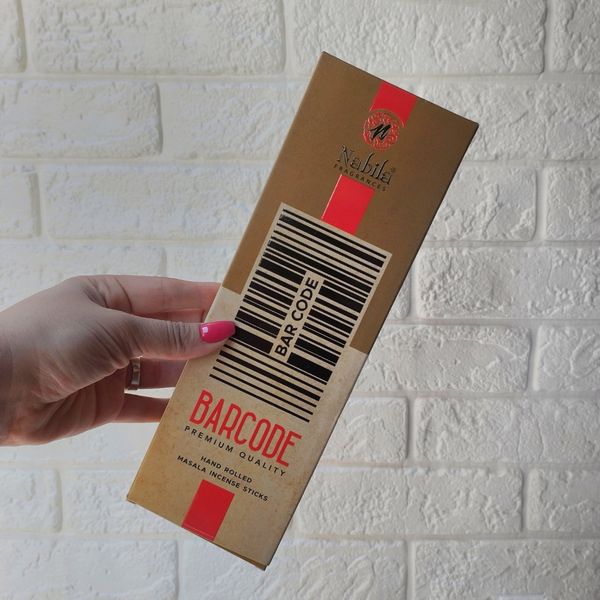 Nabila®
FRAGRANCES
BAR CODE
BARCODE
PREMIUM QUALITY
HAND ROLLED
MASALA INCENSE STICKS